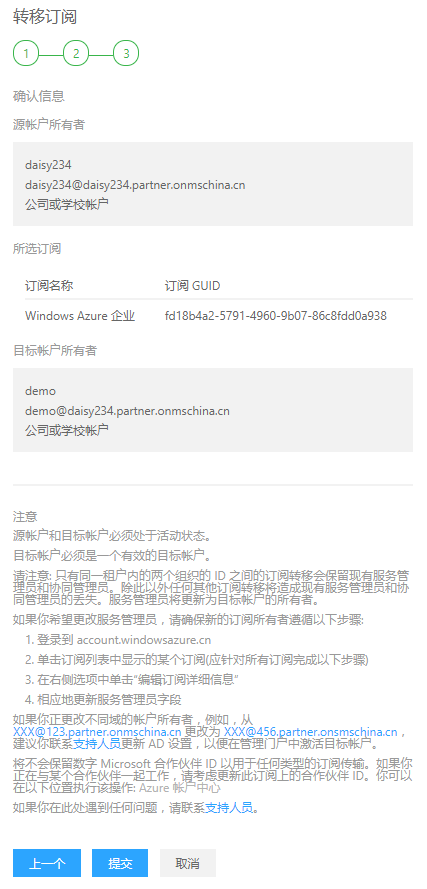 转移订阅
1 2 3
确认信息
源帐户所有者
daisy234
daisy234@daisy234.partner.onmschina.cn
公司或学校帐户
所选订阅
订阅名称 订阅 GUID
Windows Azure 企业 fd18b4a2-5791-4960-9b07-86c8fdd0a938
目标帐户所有者
demo
demo@daisy234.partner.onmschina.cn
公司或学校帐户
注意
源帐户和目标帐户必须处于活动状态。
目标帐户必须是一个有效的目标帐户。
请注意: 只有同一租户内的两个组织的 ID 之间的订阅转移会保留现有服务管
理员和协同管理员。除此以外任何其他订阅转移将造成现有服务管理员和协
同管理员的丢失。服务管理员将更新为目标帐户的所有者。
如果你希望更改服务管理员，请确保新的订阅所有者遵循以下步骤:
1. 登录到 account.windowsazure.cn
2. 单击订阅列表中显示的某个订阅(应针对所有订阅完成以下步骤)
3. 在右侧选项中单击“编辑订阅详细信息”
4. 相应地更新服务管理员字段
如果你正更改不同域的帐户所有者，例如，从
XXX@123.partner.onmschina.cn 更改为 XXX@456.partner.onsmschina.cn，
建议你联系支持人员更新 AD 设置，以便在管理门户中激活目标帐户。
将不会保留数字 Microsoft 合作伙伴 ID 以用于任何类型的订阅传输。如果你
正在与某个合作伙伴一起工作，请考虑更新此订阅上的合作伙伴 ID。你可以
在以下位置执行该操作: Azure 帐户中心
如果你在此处遇到任何问题，请联系支持人员。
上一个 提交 取消